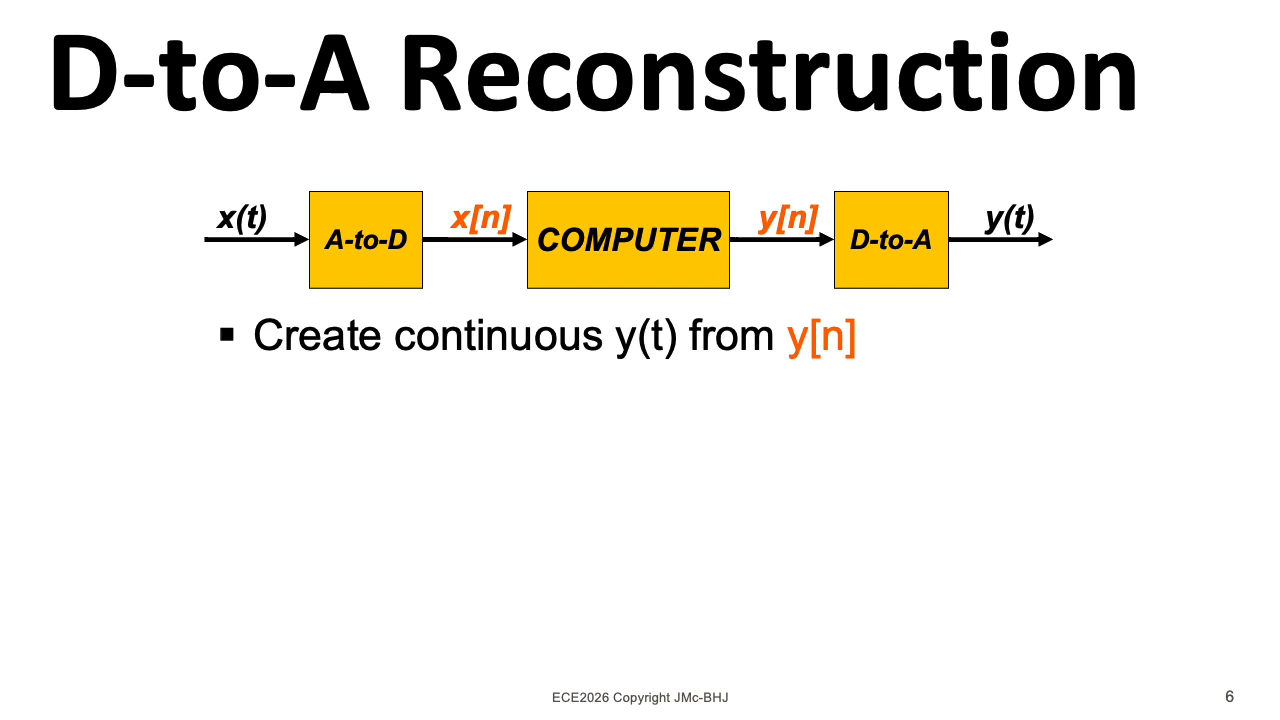 D-to-A Reconstruction
x(t) A-to-D x[n] COMPUTER y[n] D-to-A y(t)
▪ Create continuous y(t) from y[n]
ECE2026 Copyright JMc-BHJ 6